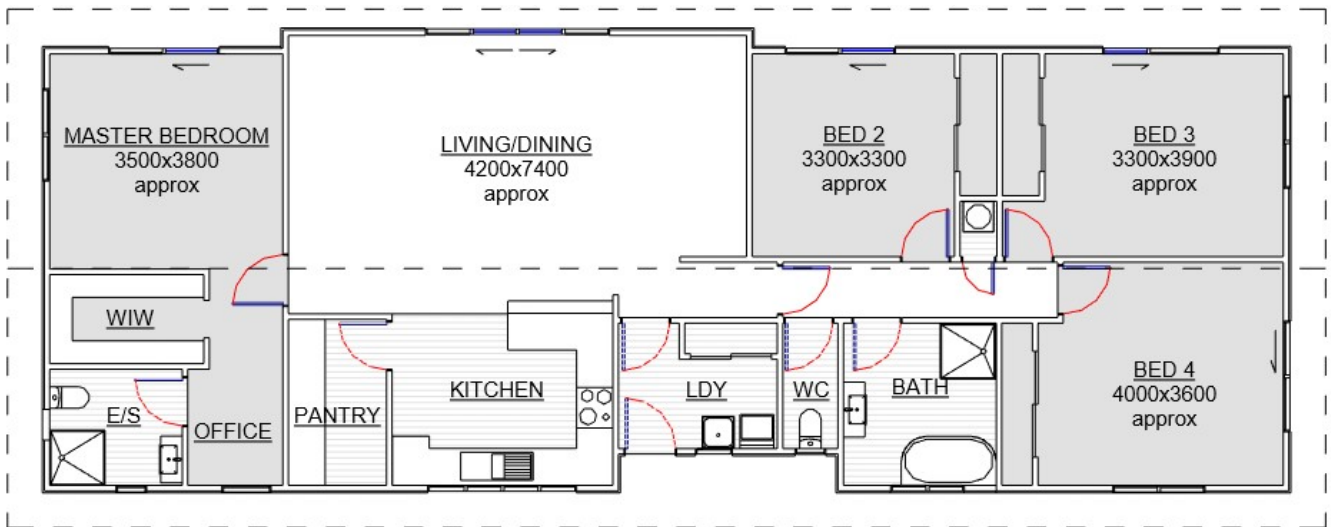 MASTER BEDROOM
3500x3800
approx
LIVING/DINING
4200x7400
approx
BED 2
3300x3300
approx
BED 3
3300x3900
approx
WIW
E/S
OFFICE
PANTRY
KITCHEN
LDY
WC
BATH
BED 4
4000x3600
approx